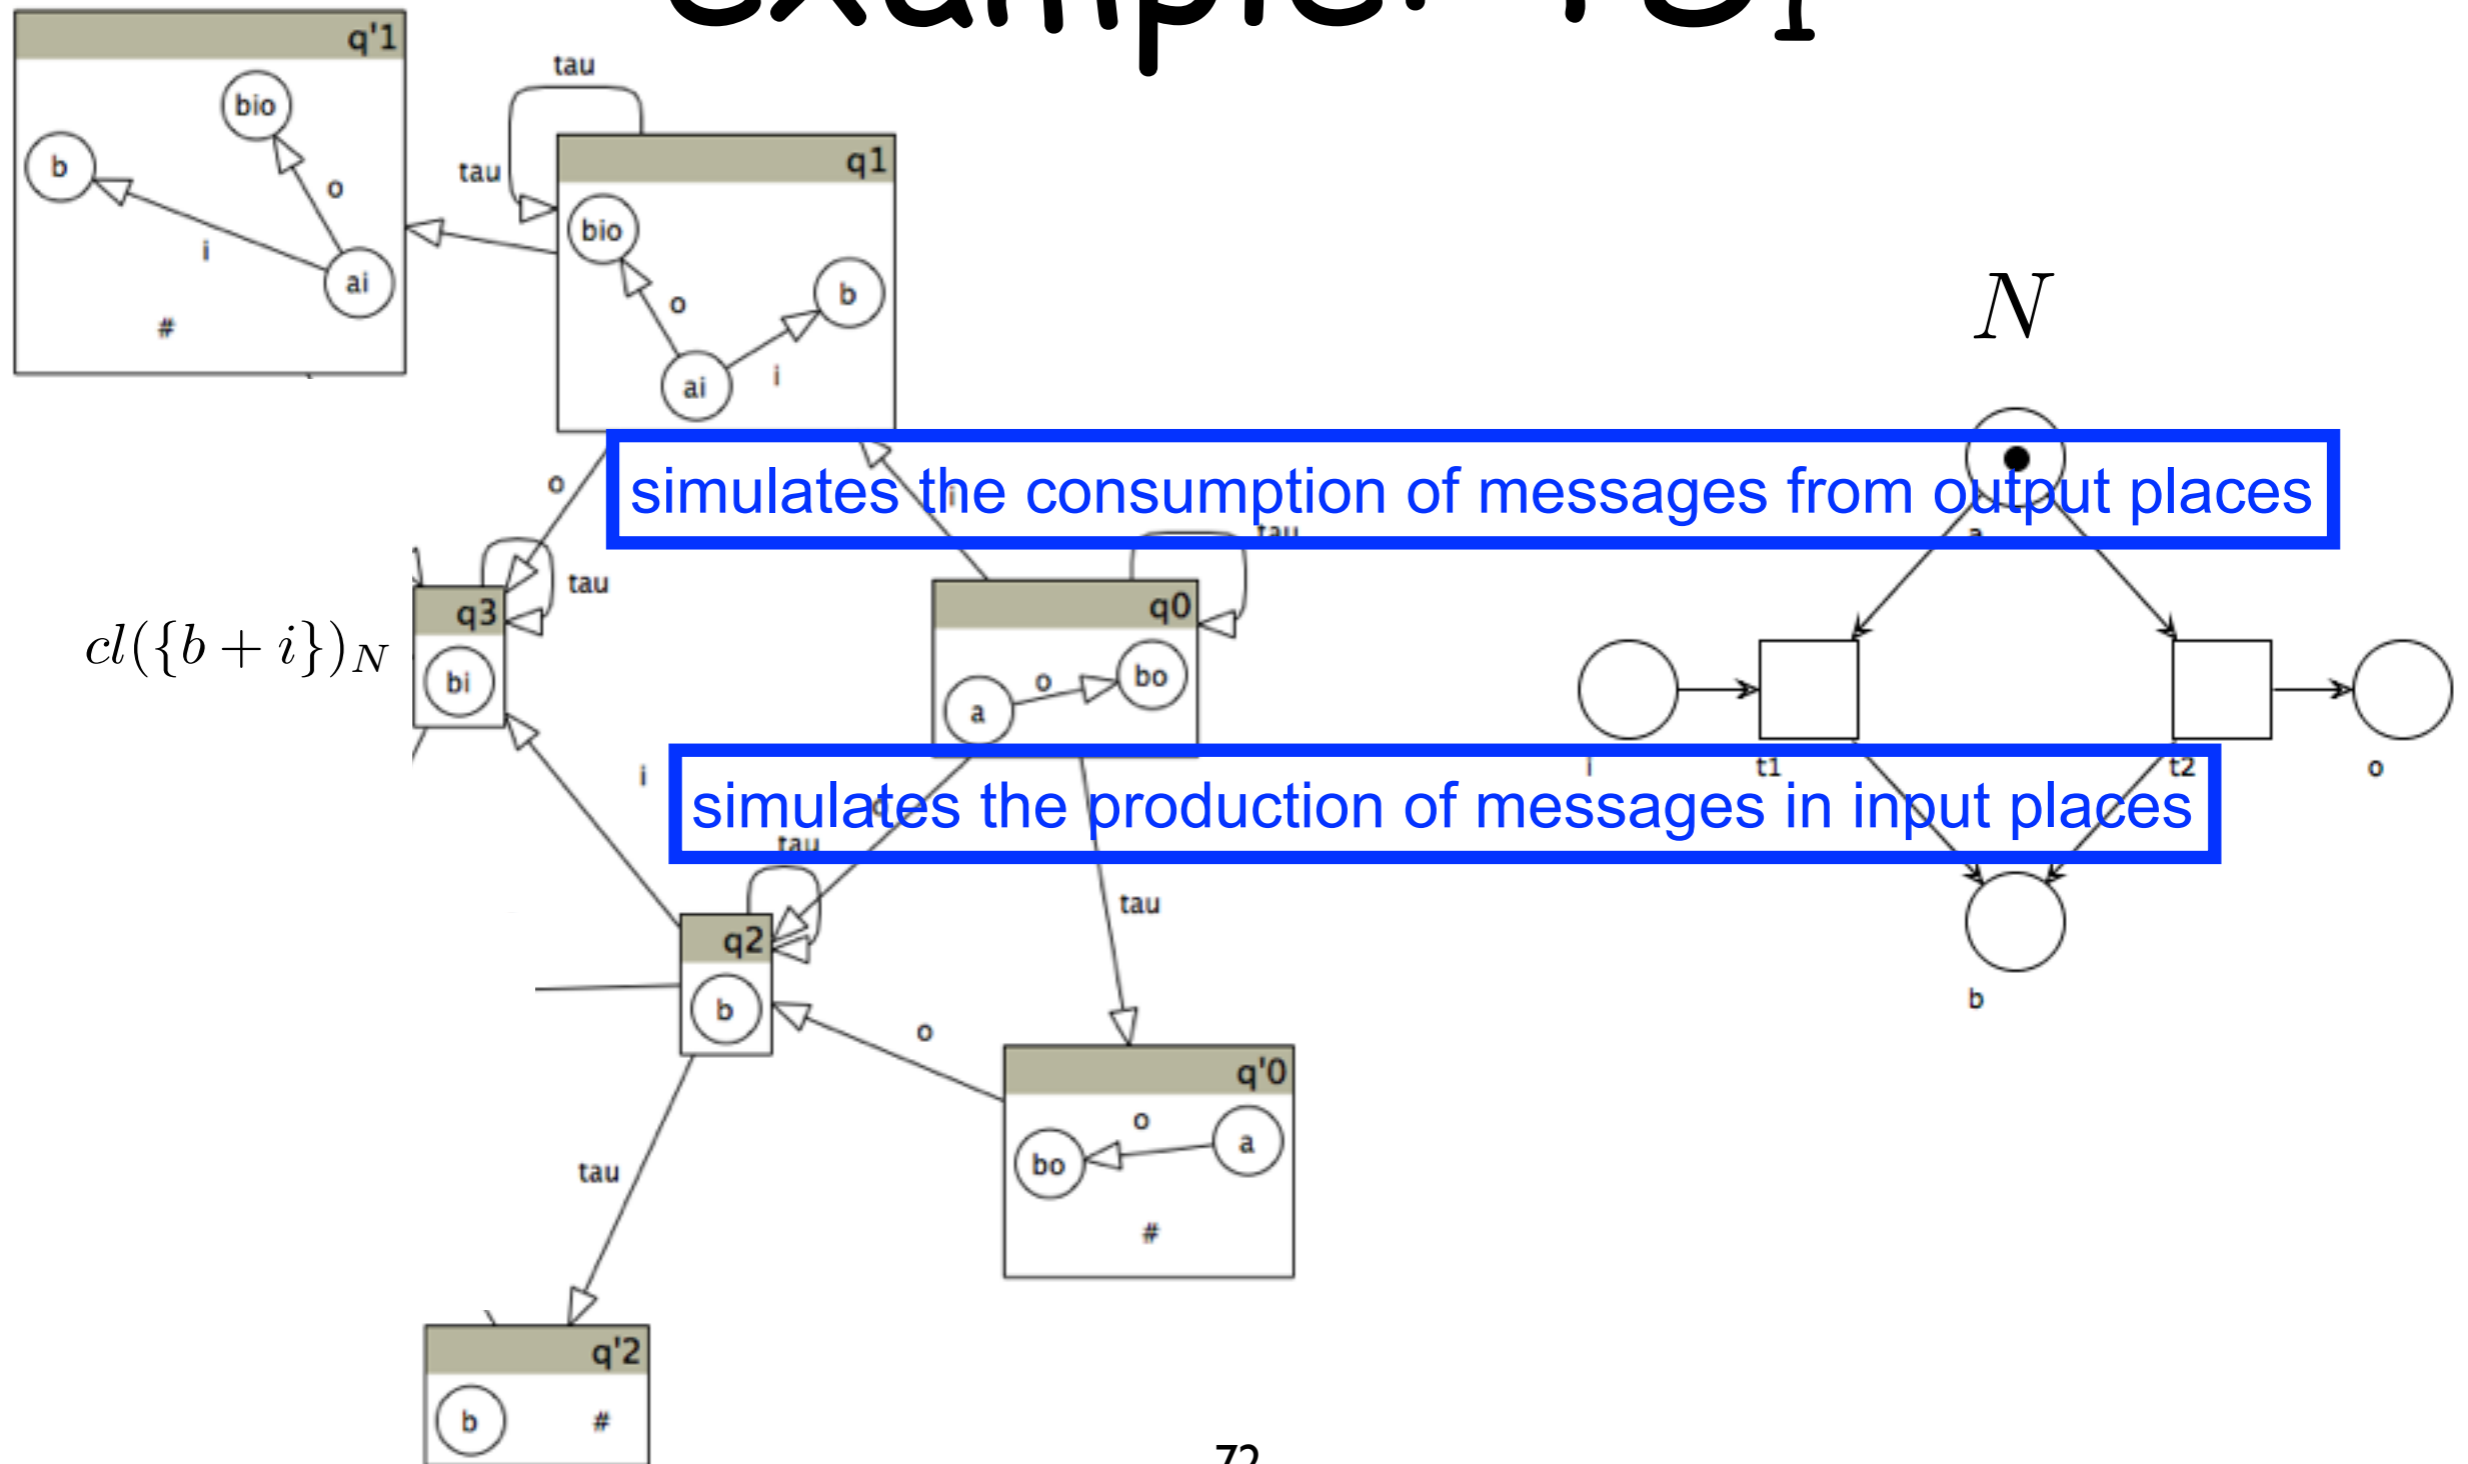 q'1
bio
b
o
i
ai
#
tau
tau
q1
bio
o
b
ai
i
N
simulates the consumption of messages from output places
o
i
tau
a
tau
q3
cl({b + i})N
bi
q0
a
o
bo
i
t1
t2
o
i
simulates the production of messages in input places
o
tau
tau
q2
b
b
o
q'0
o
bo
a
#
tau
q'2
b
#
72